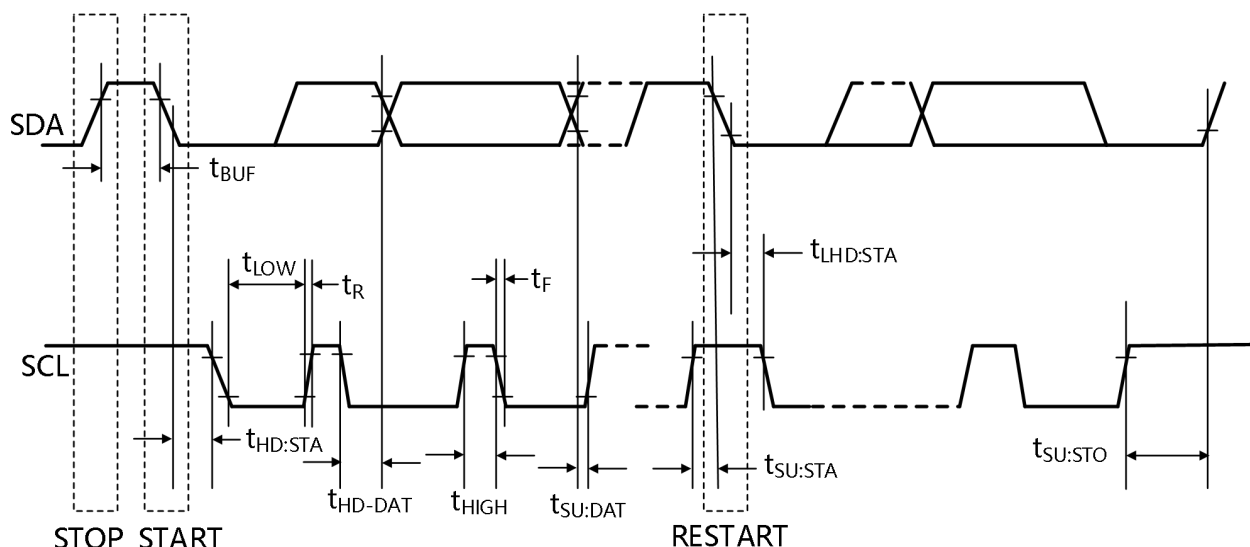 SDA
tBUF
tLHD:STA
tLOW
tR
tF
SCL
tHD:STA
tSU:STA
tSU:STO
tHD-DAT
tHIGH
tSU:DAT
STOP START
RESTART